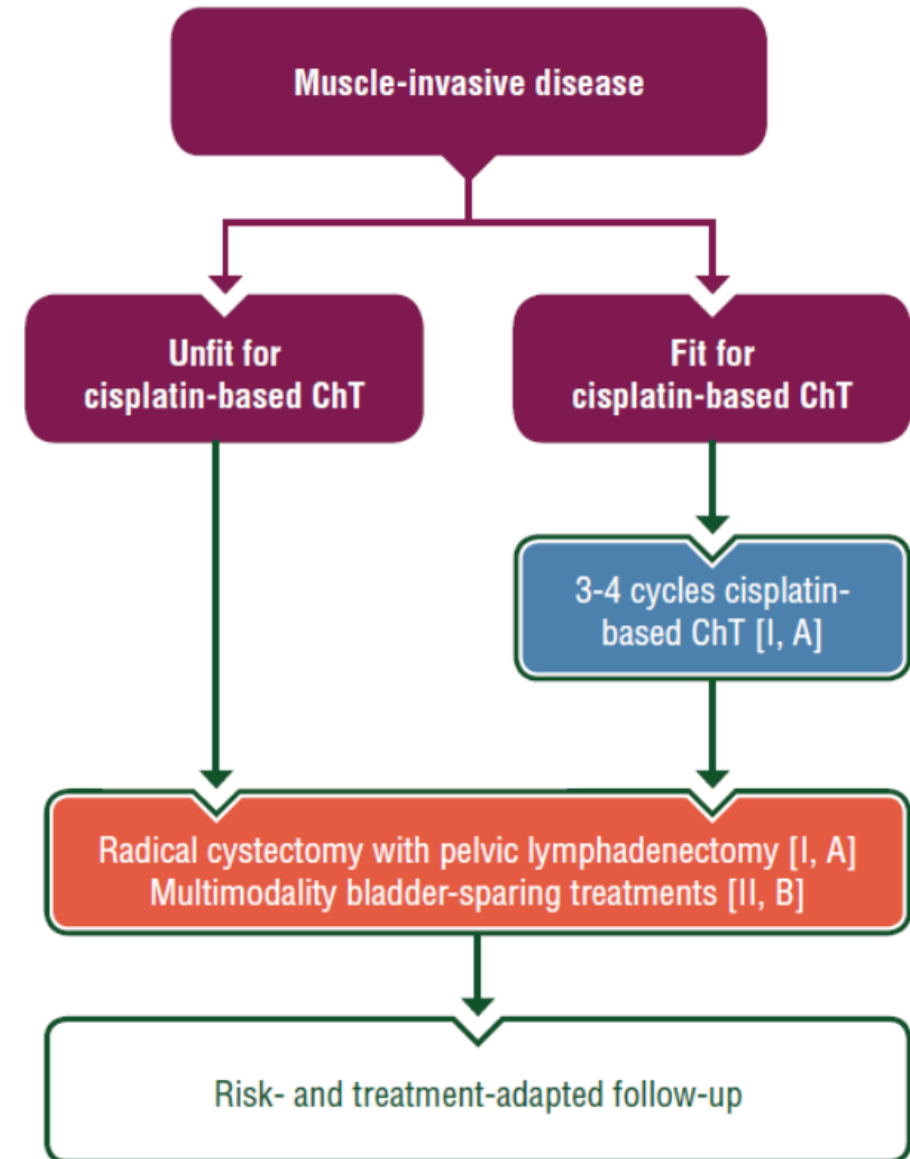 Muscle-invasive disease
Unfit for
cisplatin-based ChT
Fit for
cisplatin-based ChT
3-4 cycles cisplatin-
based ChT [I, A]
Radical cystectomy with pelvic lymphadenectomy [I, A]
Multimodality bladder-sparing treatments [II, B]
Risk- and treatment-adapted follow-up